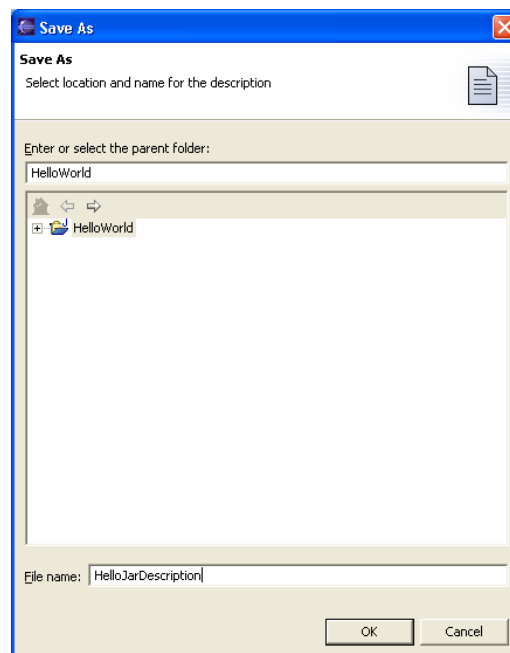 Save As
Save As
Select location and name for the description
Enter or select the parent folder:
HelloWorld
HelloWorld
File name: HelloJarDescription
OK Cancel